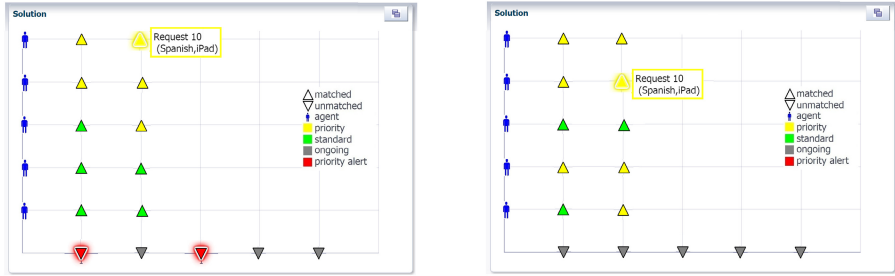 Solution
Request 10
(Spanish,iPad)
matched
unmatched
agent
priority
standard
ongoing
priority alert
Solution
Request 10
(Spanish,iPad)
matched
unmatched
agent
priority
standard
ongoing
priority alert